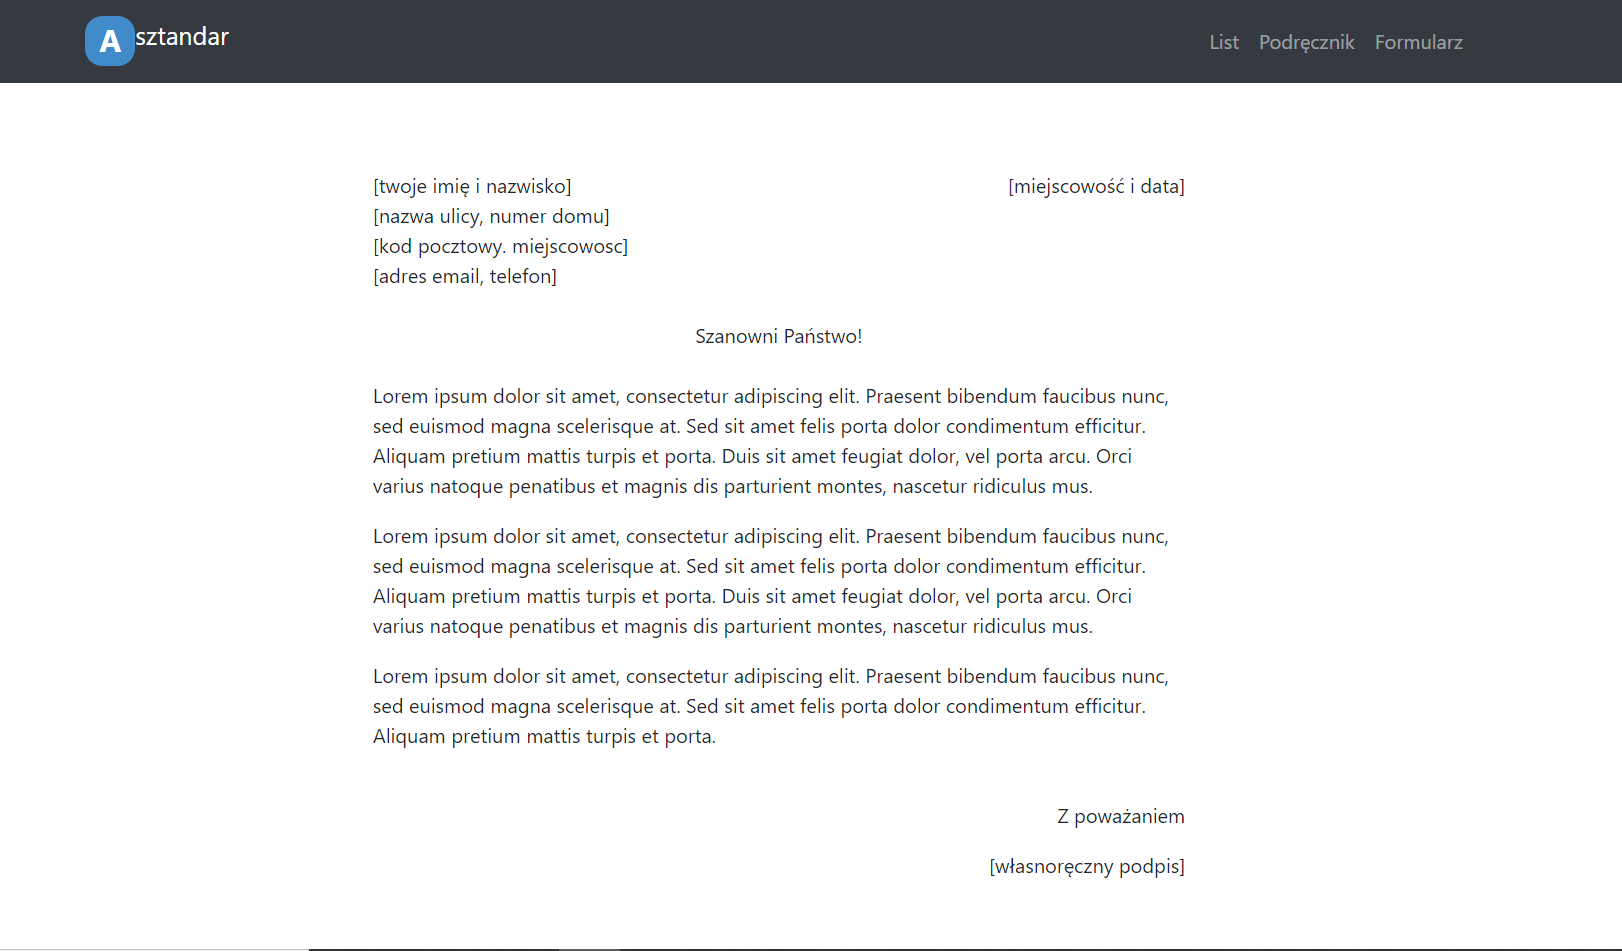 Asztandar
List Podręcznik Formularz
[twoje imię i nazwisko] [miejscowość i data]
[nazwa ulicy, numer domu]
[kod pocztowy. miejscowosc]
[adres email, telefon]
Szanowni Państwo!
Lorem ipsum dolor sit amet, consectetur adipiscing elit. Praesent bibendum faucibus nunc,
sed euismod magna scelerisque at. Sed sit amet felis porta dolor condimentum efficitur.
Aliquam pretium mattis turpis et porta. Duis sit amet feugiat dolor, vel porta arcu. Orci
varius natoque penatibus et magnis dis parturient montes, nascetur ridiculus mus.
Lorem ipsum dolor sit amet, consectetur adipiscing elit. Praesent bibendum faucibus nunc,
sed euismod magna scelerisque at. Sed sit amet felis porta dolor condimentum efficitur.
Aliquam pretium mattis turpis et porta. Duis sit amet feugiat dolor, vel porta arcu. Orci
varius natoque penatibus et magnis dis parturient montes, nascetur ridiculus mus.
Lorem ipsum dolor sit amet, consectetur adipiscing elit. Praesent bibendum faucibus nunc,
sed euismod magna scelerisque at. Sed sit amet felis porta dolor condimentum efficitur.
Aliquam pretium mattis turpis et porta.
Z poważaniem
[własnoręczny podpis]